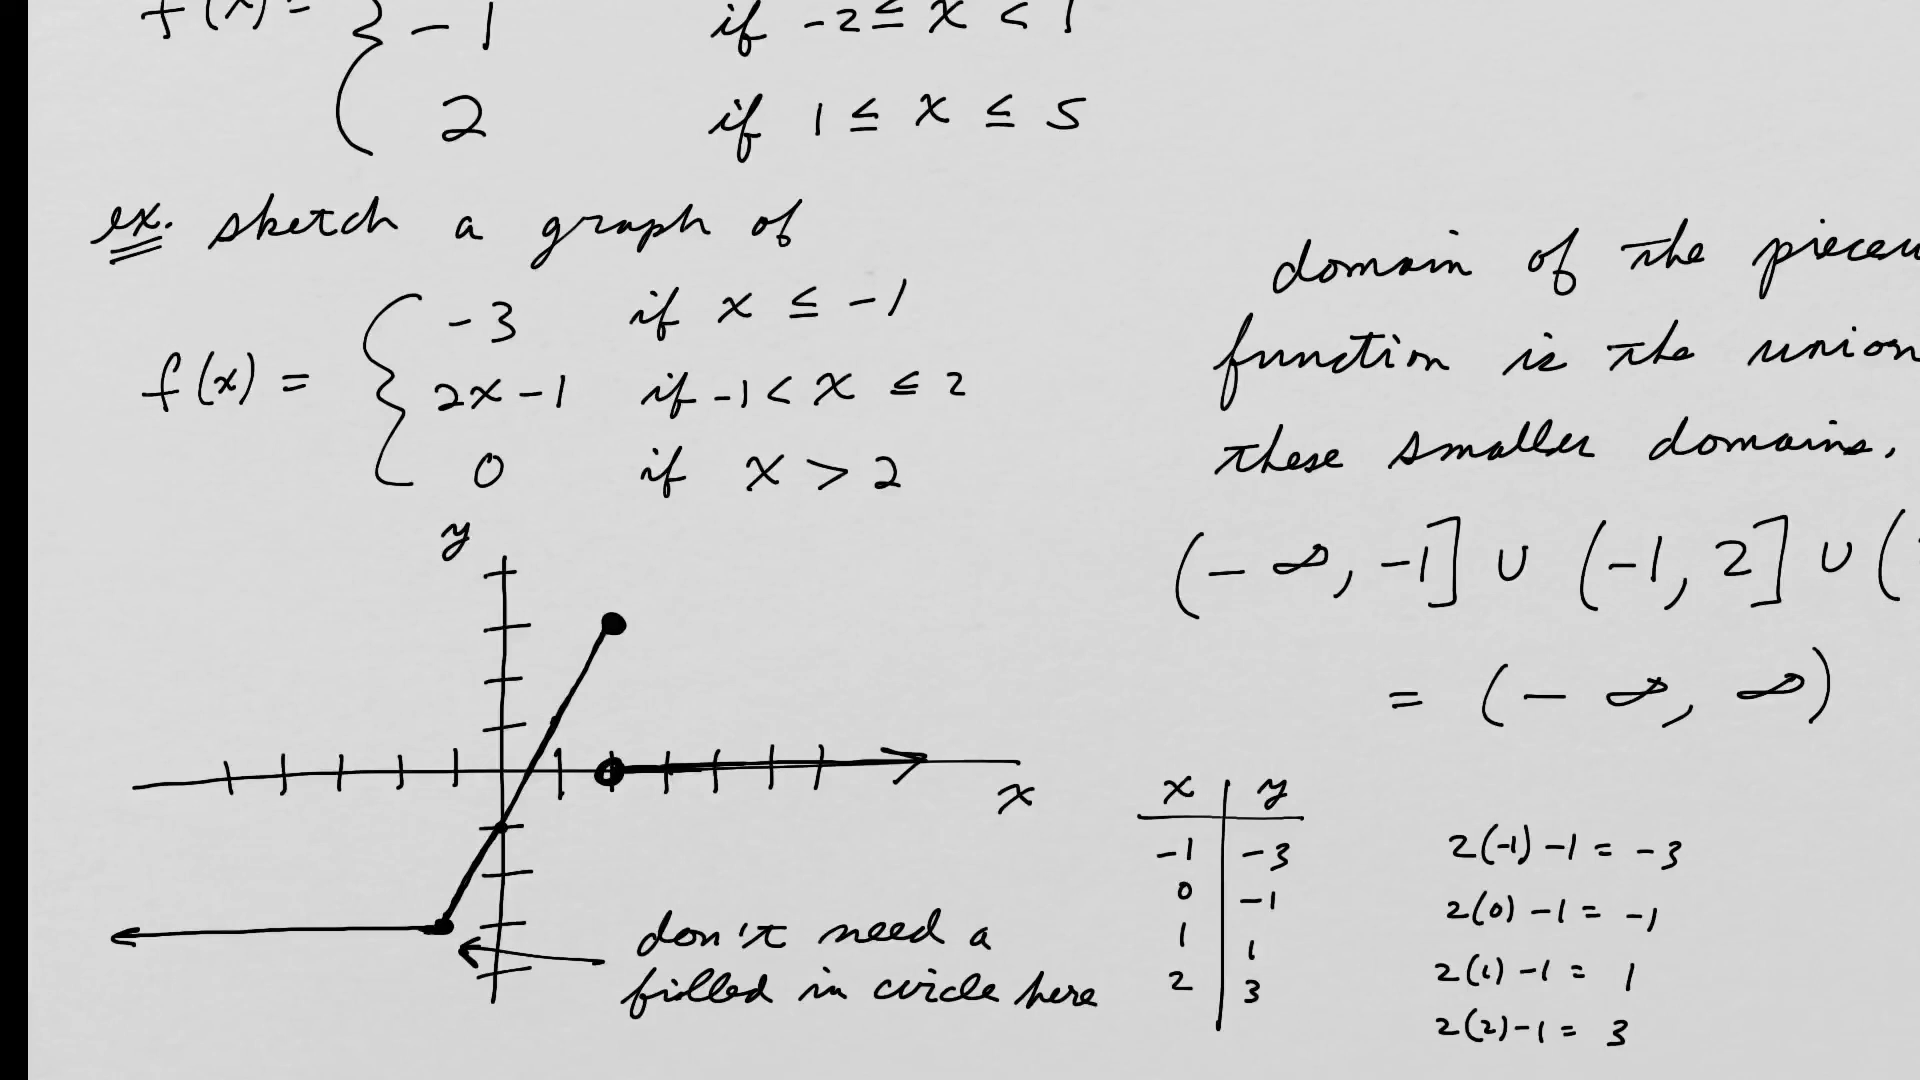 f(x) = { -1 if -2 ≤ x < 1
2 if 1 ≤ x ≤ 5
ex. sketch a graph of
f(x) = { -3 if x ≤ -1
2x - 1 if -1 < x ≤ 2
0 if x > 2
y
x
don't need a
filled in circle here
domain of the
function is the union
these smaller domains.
(-∞, -1] ∪ (-1, 2] ∪ (
= (-∞, ∞)
x y
-1 -3
0 -1
1 1
2 3
2(-1) - 1 = -3
2(0) - 1 = -1
2(1) - 1 = 1
2(2) - 1 = 3